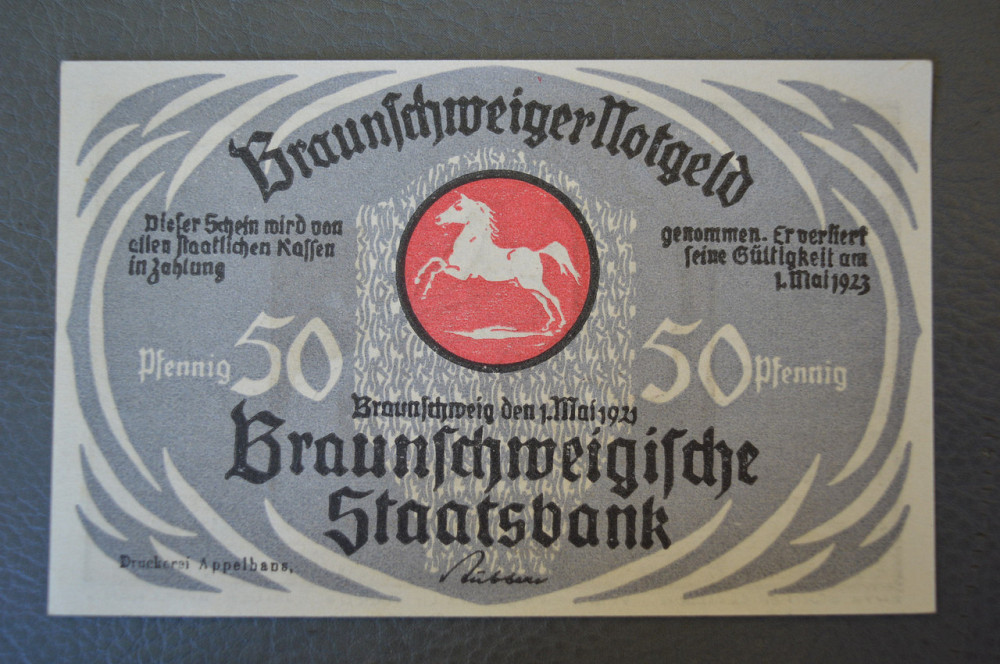 Braunschweiger Notgeld
Dieser Schein wird von
allen staatlichen Kassen
in Zahlung
genommen. Er verliert
seine Gültigkeit am
1. Mai 1923
Pfennig 50
50 Pfennig
Braunschweig den 1. Mai 1921
Braunschweigische
Staatsbank
Druckerei Appelhans,